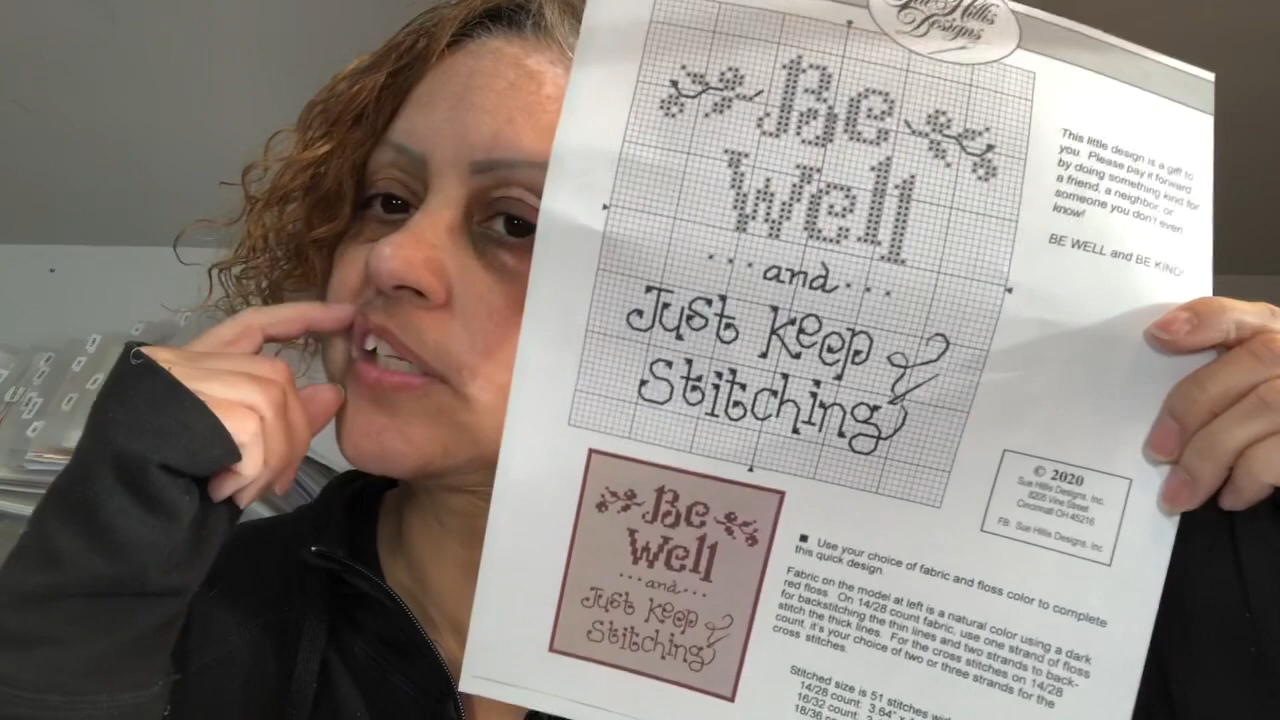 Sue Hillis
Designs
Be
Well
...and...
Just Keep
Stitching
This little design is a gift to
you. Please pay it forward
by doing something kind for
a friend, a neighbor, or
someone you don't even
know!
BE WELL and BE KIND!
© 2020
Sue Hillis Designs, Inc.
8205 Vine Street
Cincinnati OH 45216
FB: Sue Hillis Designs, Inc
Be
Well
...and...
Just Keep
Stitching
■ Use your choice of fabric and floss color to complete
this quick design.
Fabric on the model at left is a natural color using a dark
red floss. On 14/28 count fabric, use one strand of floss
for backstitching the thin lines and two strands to back-
stitch the thick lines. For the cross stitches on 14/28
count, it's your choice of two or three strands for the
cross stitches.
Stitched size is 51 stitches
14/28 count: 3.64"
16/32 count:
18/36